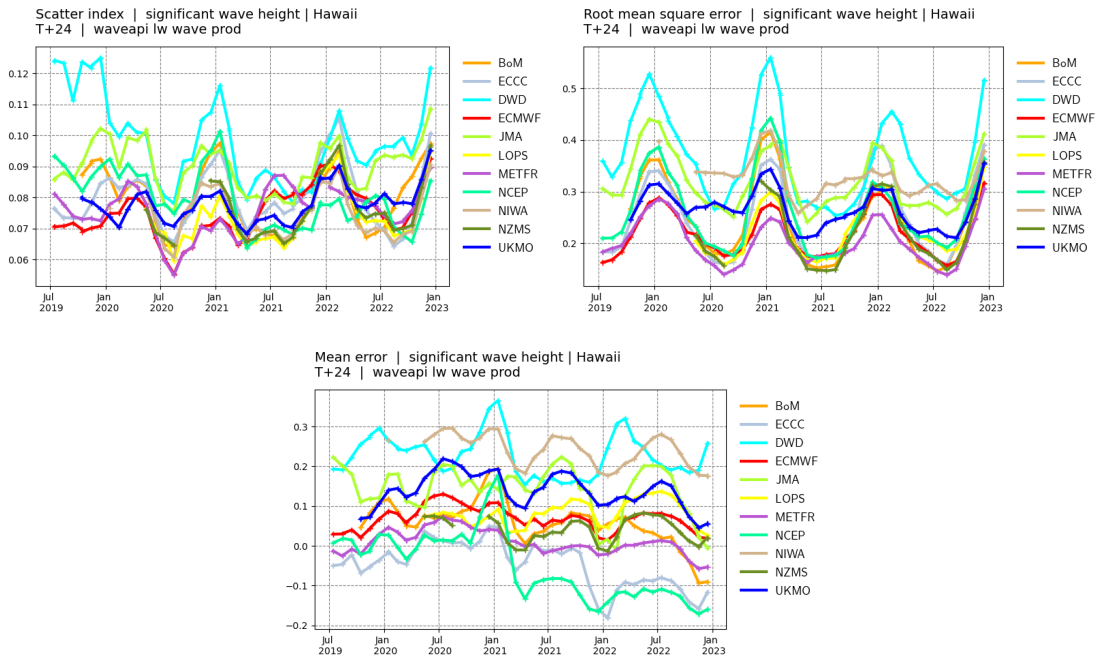 Scatter index | significant wave height | Hawaii
T+24 | waveapi lw wave prod
0.12
0.11
0.10
0.09
0.08
0.07
0.06
Jul 2019
Jan 2020
Jul 2020
Jan 2021
Jul 2021
Jan 2022
Jul 2022
Jan 2023
BoM
ECCC
DWD
ECMWF
JMA
LOPS
METFR
NCEP
NIWA
NZMS
UKMO
Root mean square error | significant wave height | Hawaii
T+24 | waveapi lw wave prod
0.5
0.4
0.3
0.2
Jul 2019
Jan 2020
Jul 2020
Jan 2021
Jul 2021
Jan 2022
Jul 2022
Jan 2023
BoM
ECCC
DWD
ECMWF
JMA
LOPS
METFR
NCEP
NIWA
NZMS
UKMO
Mean error | significant wave height | Hawaii
T+24 | waveapi lw wave prod
0.3
0.2
0.1
0.0
−0.1
−0.2
Jul 2019
Jan 2020
Jul 2020
Jan 2021
Jul 2021
Jan 2022
Jul 2022
Jan 2023
BoM
ECCC
DWD
ECMWF
JMA
LOPS
METFR
NCEP
NIWA
NZMS
UKMO